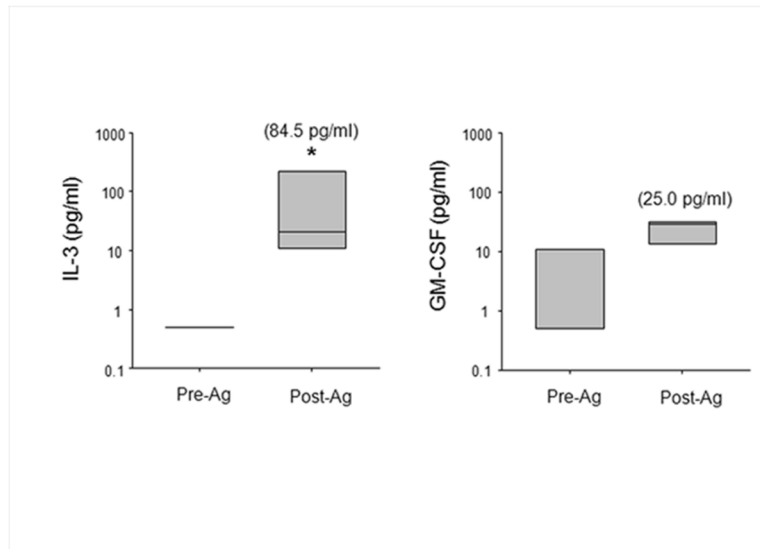 (84.5 pg/ml)
*
1000
100
10
1
0.1
IL-3 (pg/ml)
Pre-Ag
Post-Ag
(25.0 pg/ml)
1000
100
10
1
0.1
GM-CSF (pg/ml)
Pre-Ag
Post-Ag